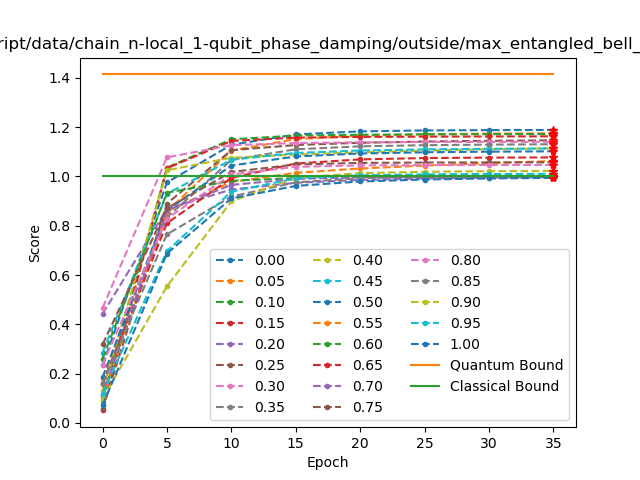 ript/data/chain_n-local_1-qubit_phase_damping/outside/max_entangled_bell_
1.4
1.2
1.0
0.8
0.6
0.4
0.2
0.0
Score
0.00 0.40 0.80
0.05 0.45 0.85
0.10 0.50 0.90
0.15 0.55 0.95
0.20 0.60 1.00
0.25 0.65 Quantum Bound
0.30 0.70 Classical Bound
0.35 0.75
0 5 10 15 20 25 30 35
Epoch